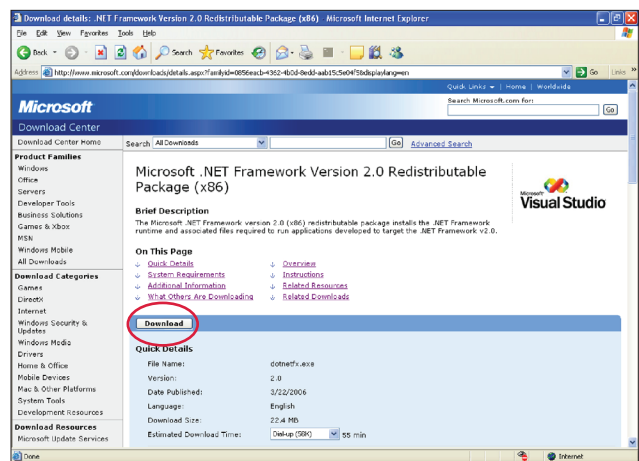 Download details: .NET Framework Version 2.0 Redistributable Package (x86) Microsoft Internet Explorer
File Edit View Favorites Tools Help
Back Search Favorites
Address http://www.microsoft.com/downloads/details.aspx?familyid=0856eacb-4362-4b0d-8edd-aab15c5e04f5&displaylang=en Go Links »
Quick Links | Home | Worldwide
Microsoft
Search Microsoft.com for:
Go
Download Center
Download Center Home
Search All Downloads Go Advanced Search
Product Families
Windows
Office
Servers
Developer Tools
Business Solutions
Games & Xbox
MSN
Windows Mobile
All Downloads
Download Categories
Games
DirectX
Internet
Windows Security &
Updates
Windows Media
Drivers
Home & Office
Mobile Devices
Mac & Other Platforms
System Tools
Development Resources
Download Resources
Microsoft Update Services
Microsoft .NET Framework Version 2.0 Redistributable
Package (x86)
Microsoft
Visual Studio
Brief Description
The Microsoft .NET Framework version 2.0 (x86) redistributable package installs the .NET Framework
runtime and associated files required to run applications developed to target the .NET Framework v2.0.
On This Page
Quick Details Overview
System Requirements Instructions
Additional Information Related Resources
What Others Are Downloading Related Downloads
Download
Quick Details
File Name: dotnetfx.exe
Version: 2.0
Date Published: 3/22/2006
Language: English
Download Size: 22.4 MB
Estimated Download Time: Dial-up (56K) 55 min
Done Internet